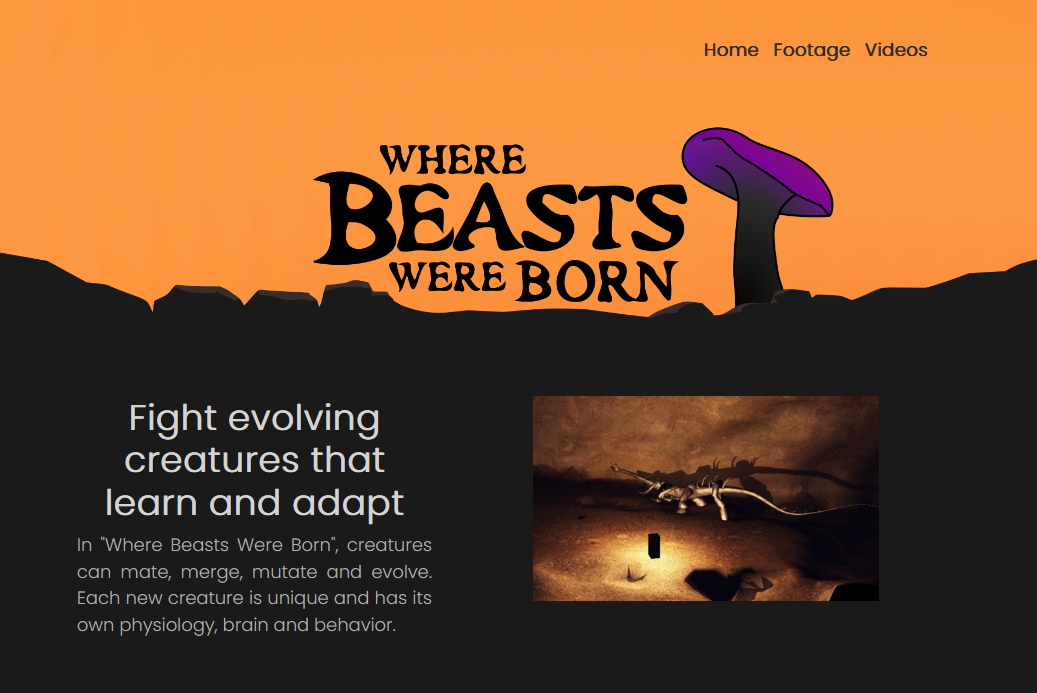 Home Footage Videos
WHERE
BEASTS
WERE BORN
Fight evolving
creatures that
learn and adapt
In "Where Beasts Were Born", creatures
can mate, merge, mutate and evolve.
Each new creature is unique and has its
own physiology, brain and behavior.